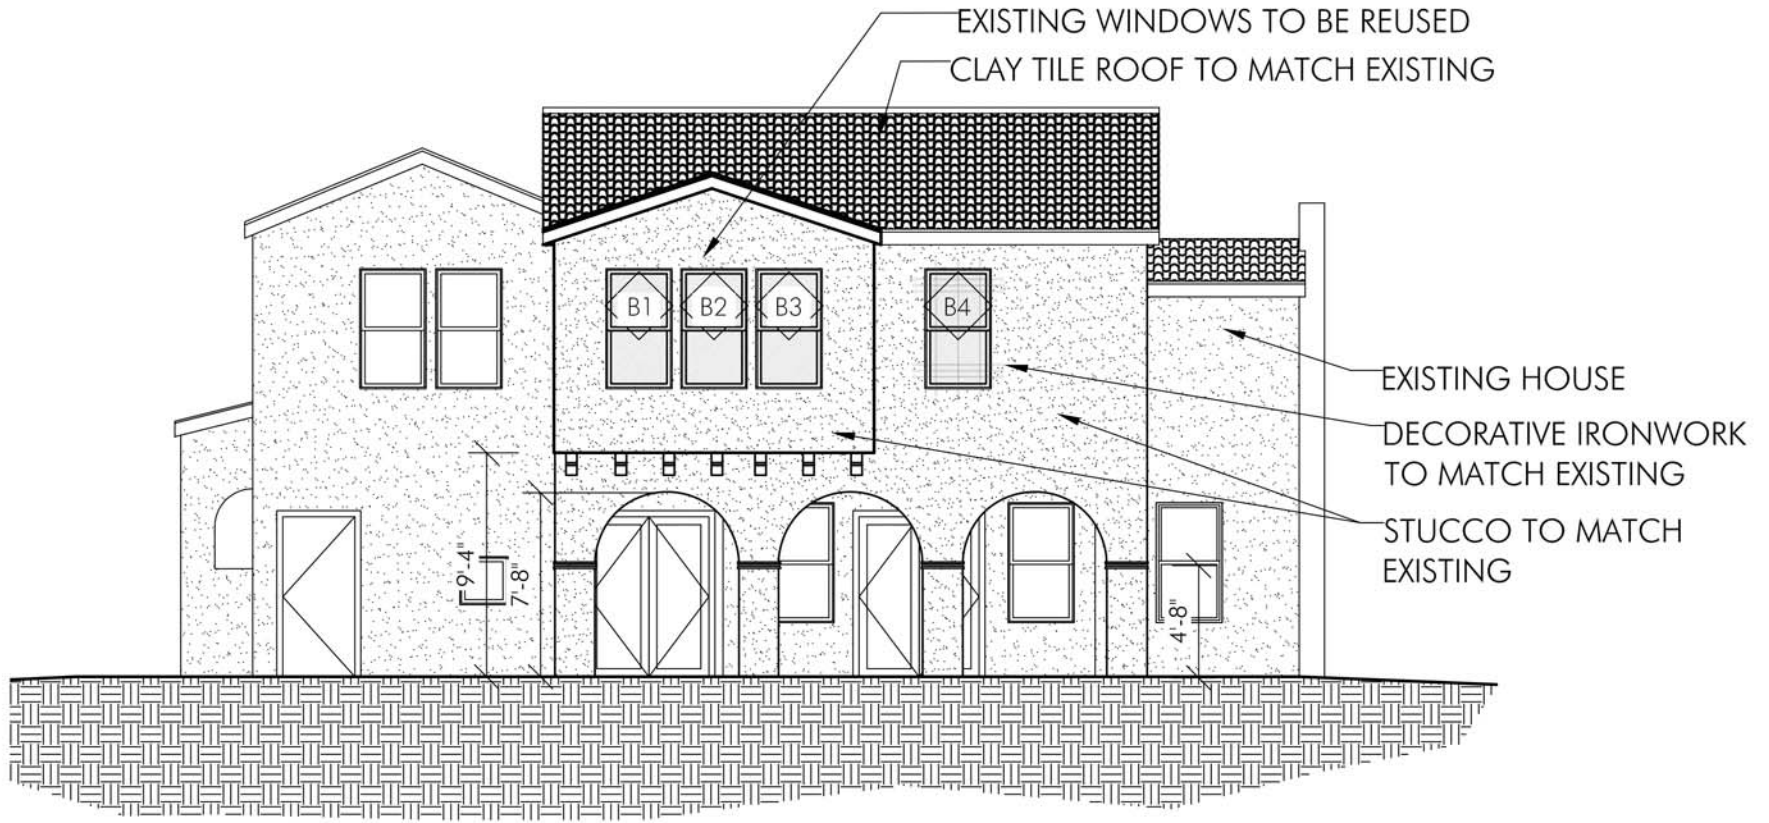 EXISTING WINDOWS TO BE REUSED
CLAY TILE ROOF TO MATCH EXISTING
B1
B2
B3
B4
EXISTING HOUSE
DECORATIVE IRONWORK
TO MATCH EXISTING
STUCCO TO MATCH
EXISTING
9'-4"
7'-8"
4'-8"